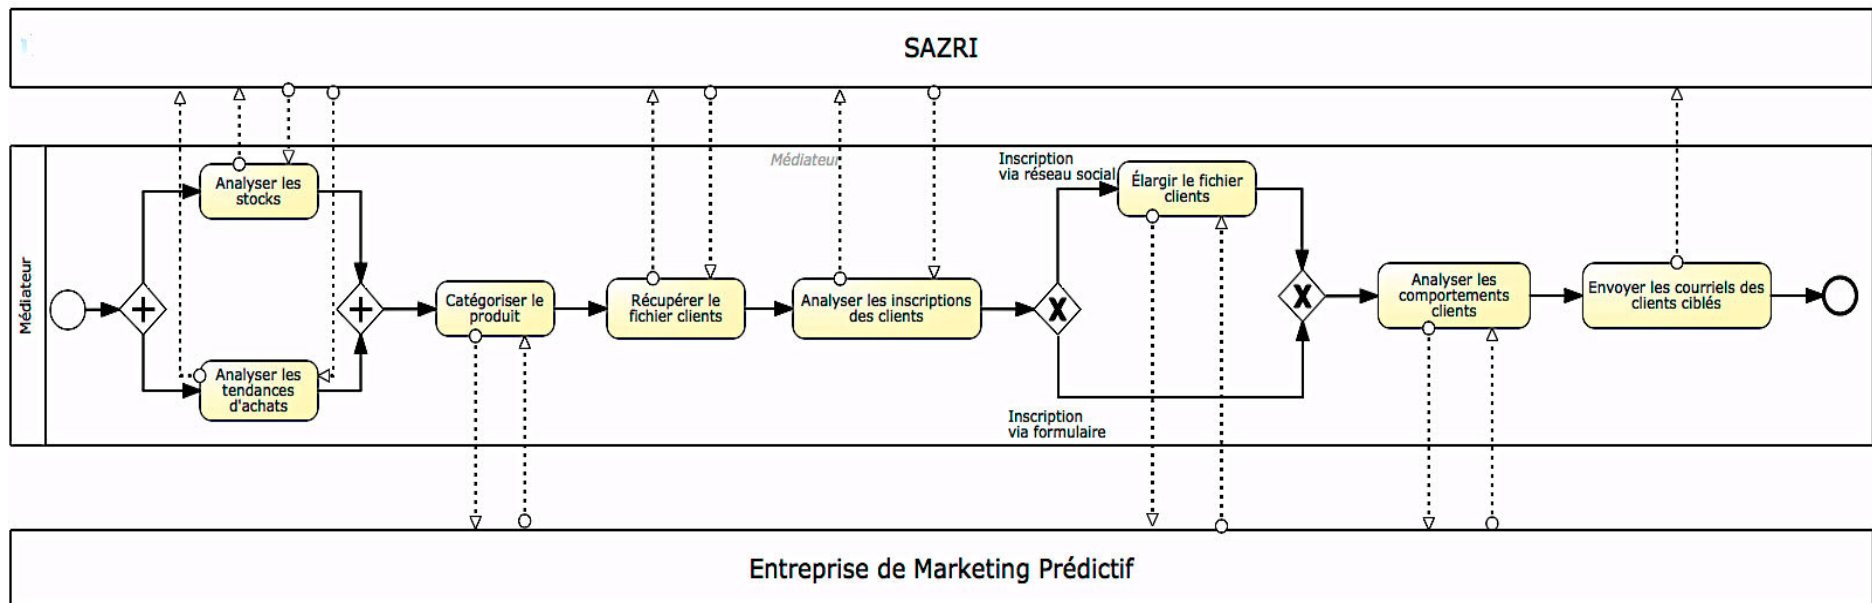 SAZRI
Médiateur
Médiateur
Analyser les
stocks
Analyser les
tendances
d'achats
Catégoriser le
produit
Récupérer le
fichier clients
Analyser les inscriptions
des clients
Inscription
via réseau social
Élargir le fichier
clients
Inscription
via formulaire
Analyser les
comportements
clients
Envoyer les courriels des
clients ciblés
Entreprise de Marketing Prédictif